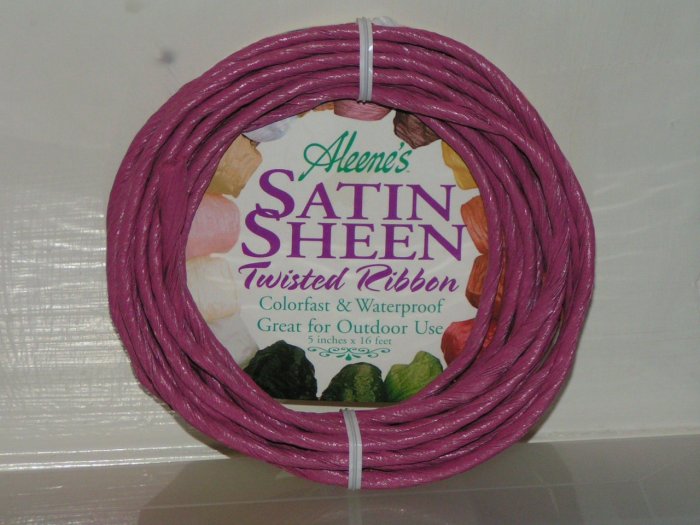 Aleene's
SATIN
SHEEN
Twisted Ribbon
Colorfast & Waterproof
Great for Outdoor Use
5 inches x 16 feet